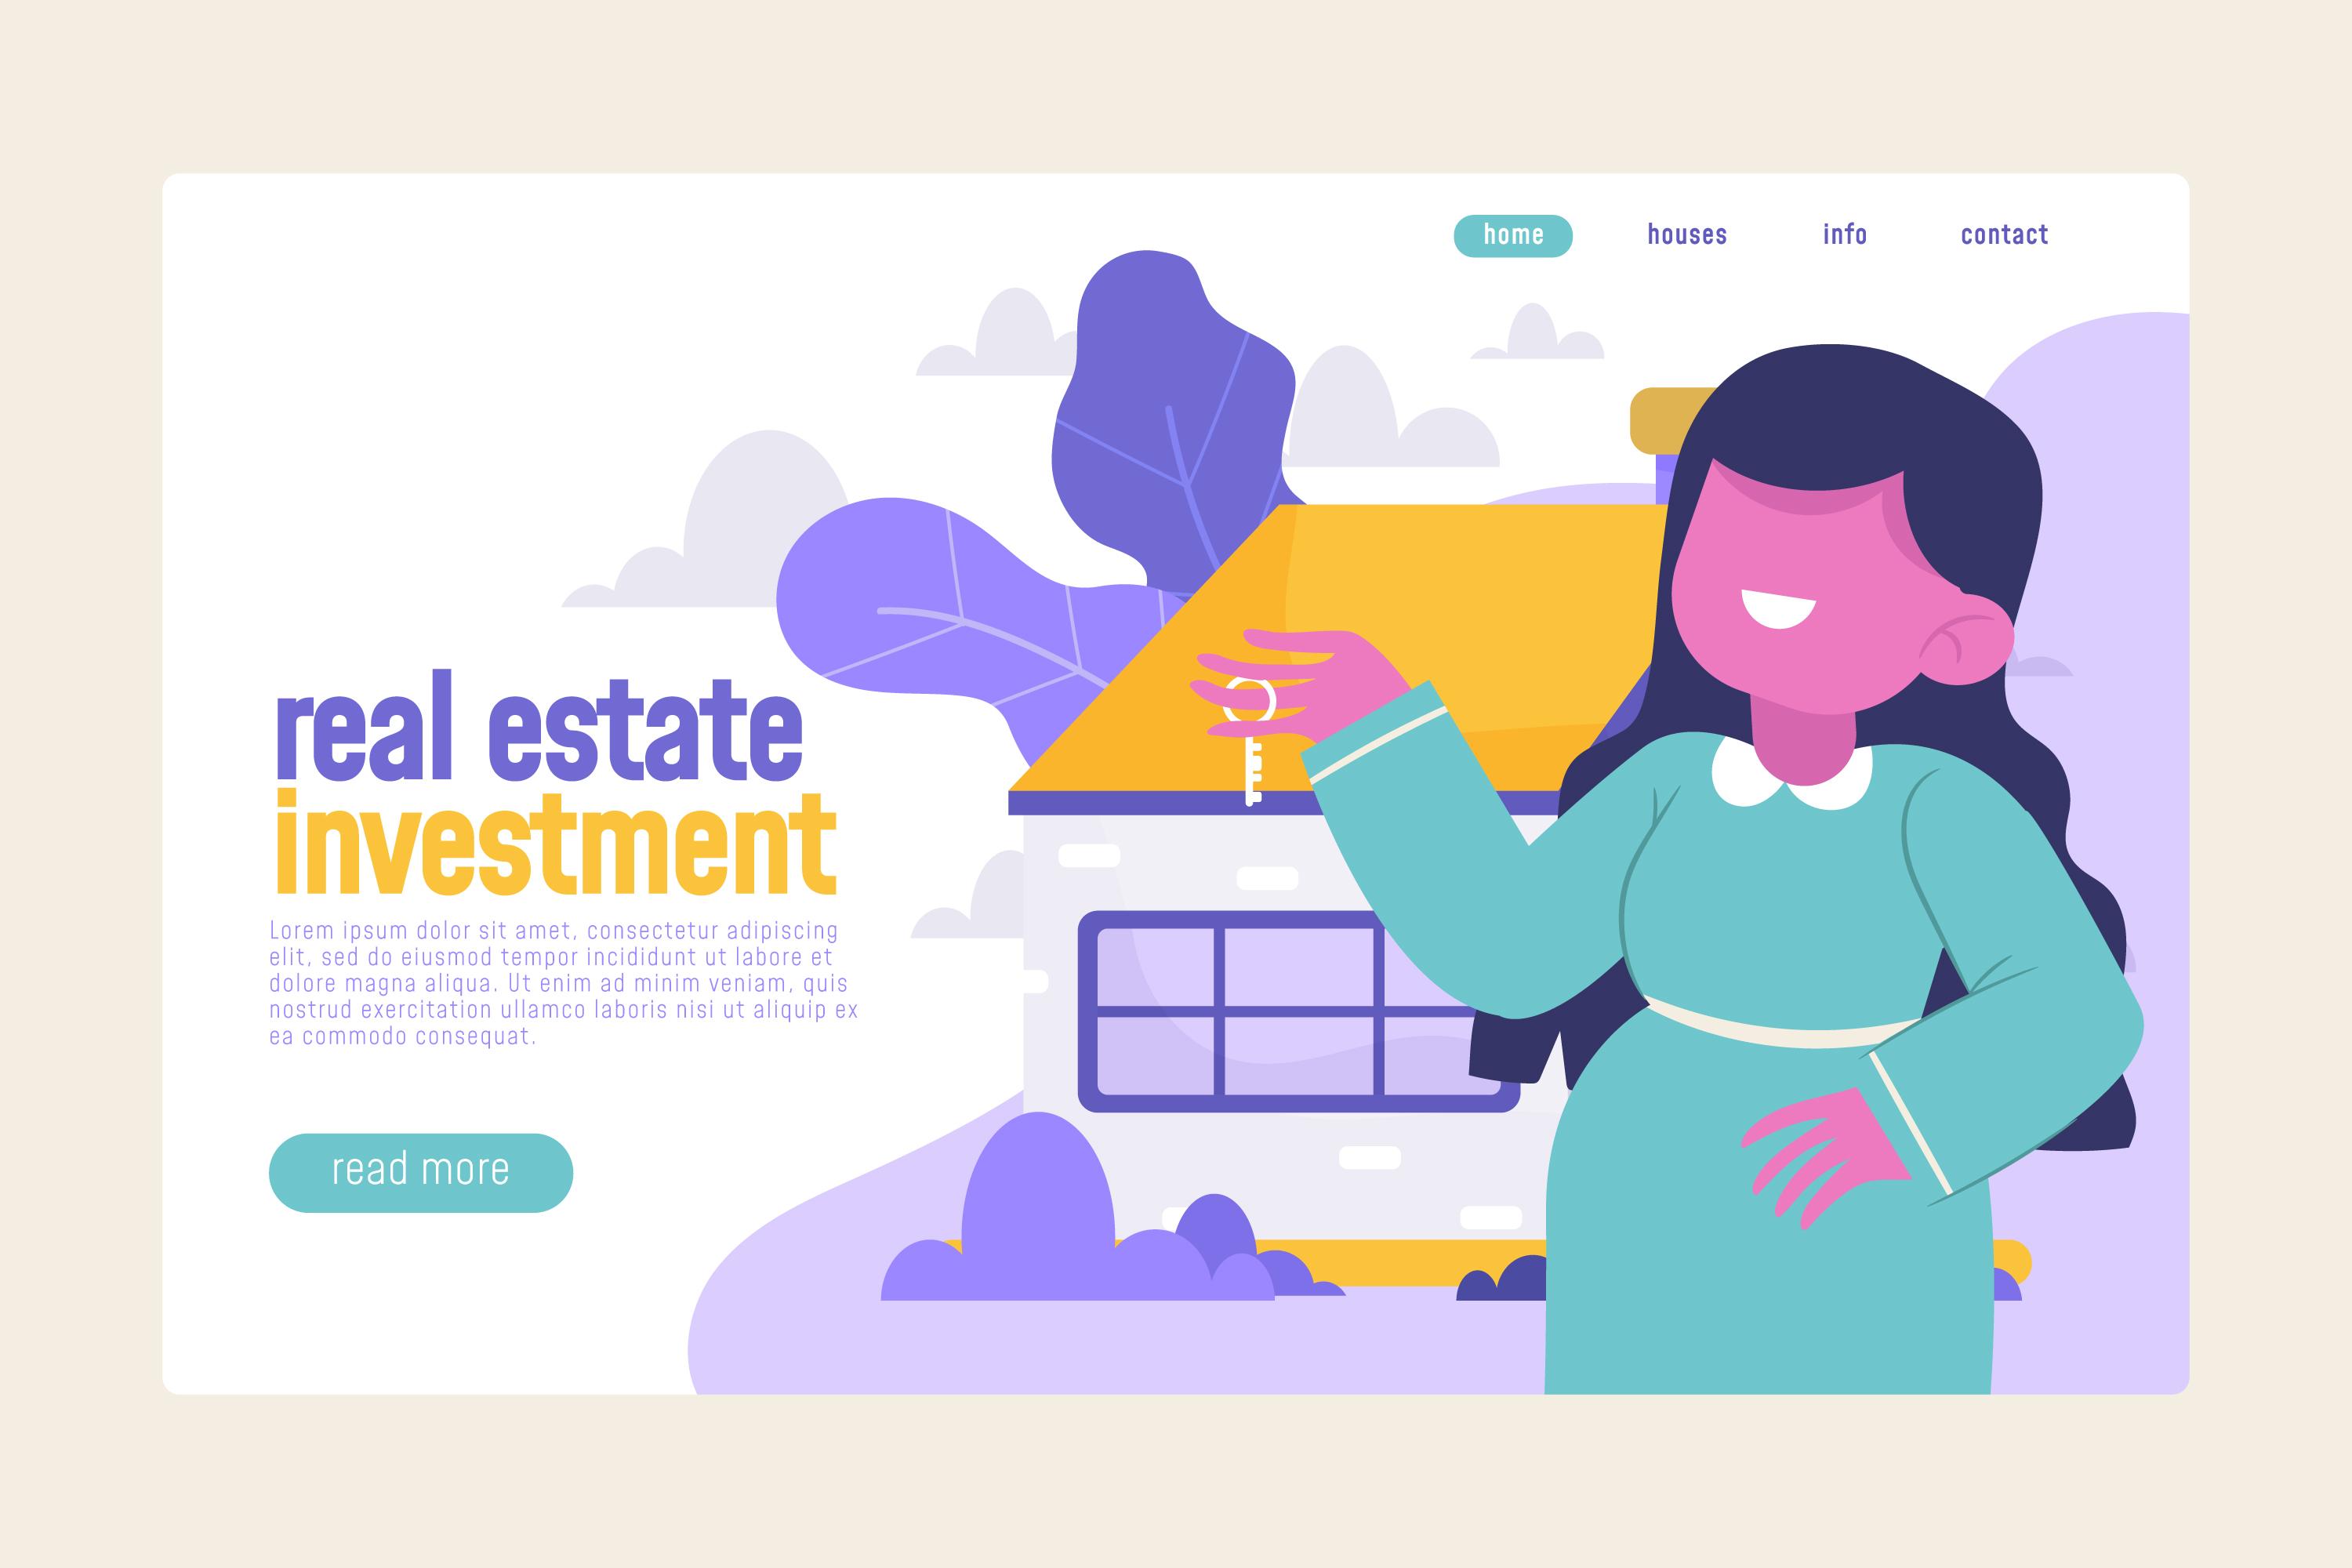 home houses info contact
real estate
investment
Lorem ipsum dolor sit amet, consectetur adipiscing
elit, sed do eiusmod tempor incididunt ut labore et
dolore magna aliqua. Ut enim ad minim veniam, quis
nostrud exercitation ullamco laboris nisi ut aliquip ex
ea commodo consequat.
read more